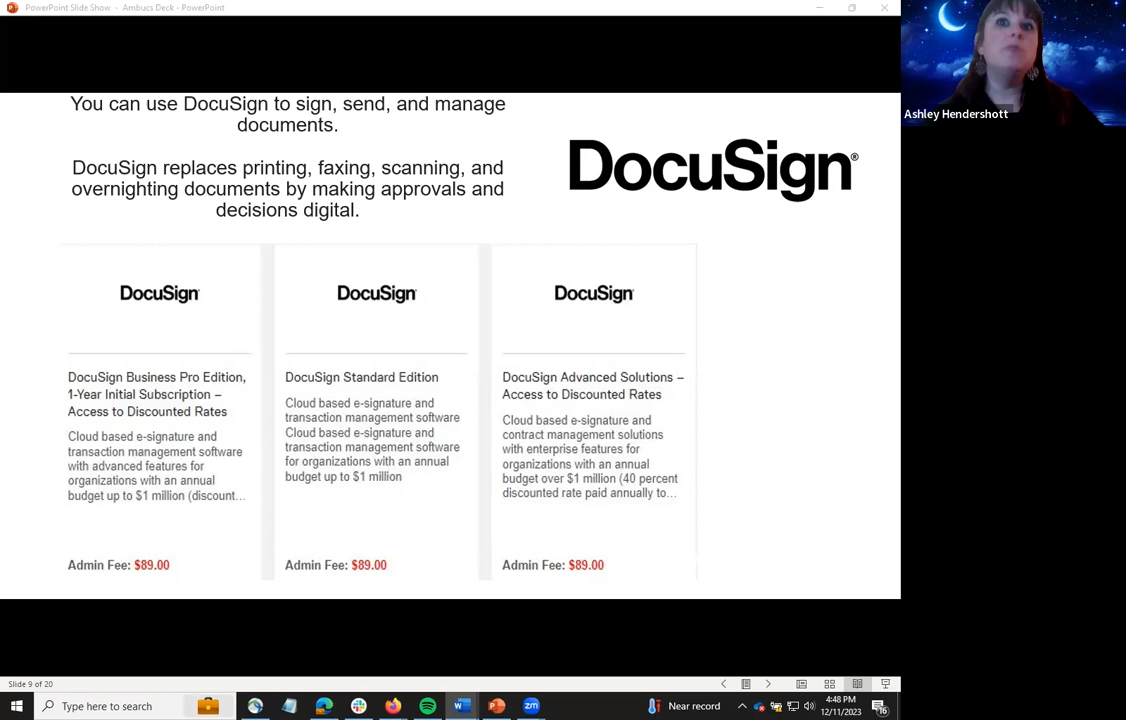 PowerPoint Slide Show - Ambucs Deck - PowerPoint
Ashley Hendershott
You can use DocuSign to sign, send, and manage
documents.
DocuSign replaces printing, faxing, scanning, and
overnighting documents by making approvals and
decisions digital.
DocuSign®
DocuSign
DocuSign Business Pro Edition,
1-Year Initial Subscription –
Access to Discounted Rates
Cloud based e-signature and
transaction management software
with advanced features for
organizations with an annual
budget up to $1 million (discount...
Admin Fee: $89.00
DocuSign
DocuSign Standard Edition
Cloud based e-signature and
transaction management software
Cloud based e-signature and
transaction management software
for organizations with an annual
budget up to $1 million
Admin Fee: $89.00
DocuSign
DocuSign Advanced Solutions –
Access to Discounted Rates
Cloud based e-signature and
contract management solutions
with enterprise features for
organizations with an annual
budget over $1 million (40 percent
discounted rate paid annually to...
Admin Fee: $89.00
Slide 9 of 20
Type here to search
Near record
4:48 PM
12/11/2023
16